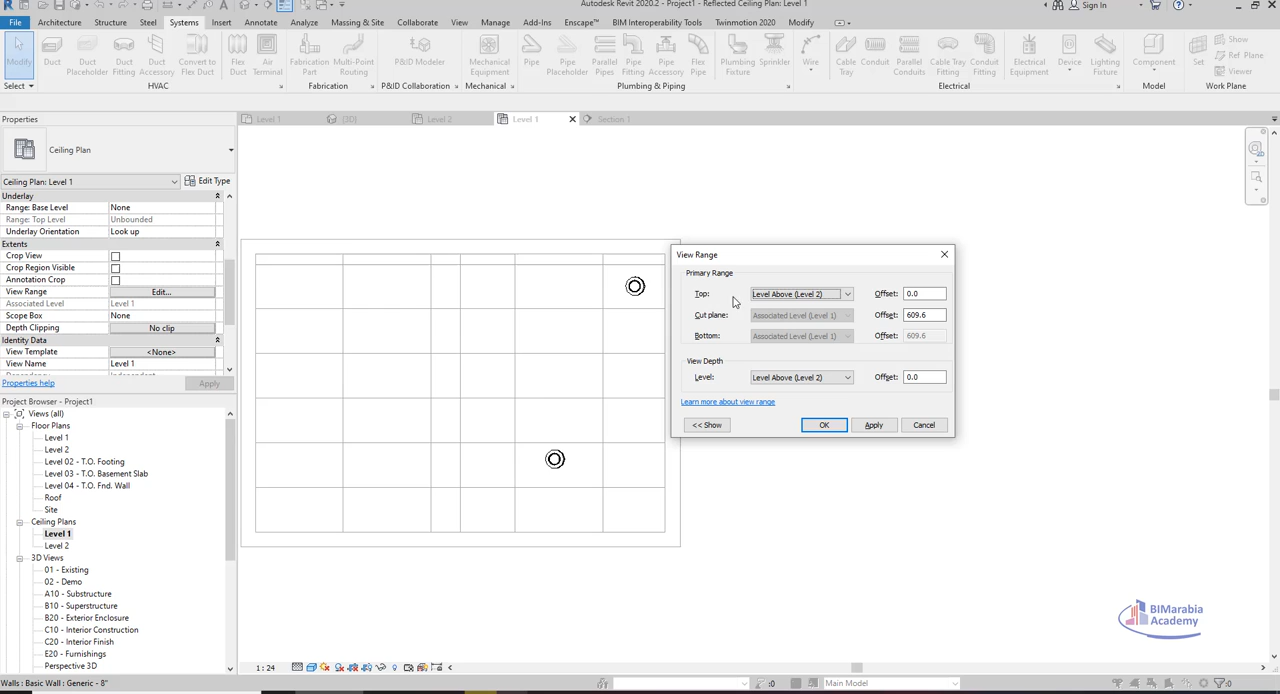 Autodesk Revit 2020.2 - Project1 - Reflected Ceiling Plan: Level 1
Sign In
File Architecture Structure Steel Systems Insert Annotate Analyze Massing & Site Collaborate View Manage Add-Ins Enscape™ BIM Interoperability Tools Twinmotion 2020 Modify
Modify
Duct
Duct Placeholder
Duct Fitting
Duct Accessory
Convert to Flex Duct
Flex Duct
Air Terminal
Fabrication Part
Multi-Point Routing
P&ID Modeler
Mechanical Equipment
Pipe
Pipe Placeholder
Parallel Pipes
Pipe Fitting
Pipe Accessory
Flex Pipe
Plumbing Fixture
Sprinkler
Wire
Cable Tray
Conduit
Parallel Conduits
Cable Tray Fitting
Conduit Fitting
Electrical Equipment
Device
Lighting Fixture
Component
Set
Show
Ref Plane
Viewer
Select HVAC Fabrication P&ID Collaboration Mechanical Plumbing & Piping Electrical Model Work Plane
Properties
Level 1 {3D} Level 2 Level 1 Section 1
Ceiling Plan
Ceiling Plan: Level 1 Edit Type
Underlay
Range: Base Level None
Range: Top Level Unbounded
Underlay Orientation Look up
Extents
Crop View
Crop Region Visible
Annotation Crop
View Range Edit...
Associated Level Level 1
Scope Box None
Depth Clipping No clip
Identity Data
View Template <None>
View Name Level 1
Dependency Independent
Properties help Apply
Project Browser - Project1
Views (all)
Floor Plans
Level 1
Level 2
Level 02 - T.O. Footing
Level 03 - T.O. Basement Slab
Level 04 - T.O. Fnd. Wall
Roof
Site
Ceiling Plans
Level 1
Level 2
3D Views
01 - Existing
02 - Demo
A10 - Substructure
B10 - Superstructure
B20 - Exterior Enclosure
C10 - Interior Construction
C20 - Interior Finish
E20 - Furnishings
Perspective 3D
View Range
Primary Range
Top: Level Above (Level 2) Offset: 0.0
Cut plane: Associated Level (Level 1) Offset: 609.6
Bottom: Associated Level (Level 1) Offset: 609.6
View Depth
Level: Level Above (Level 2) Offset: 0.0
Learn more about view range
<< Show OK Apply Cancel
BIMarabia
Academy
1 : 24
Walls : Basic Wall : Generic - 8"
:0
Main Model
:0